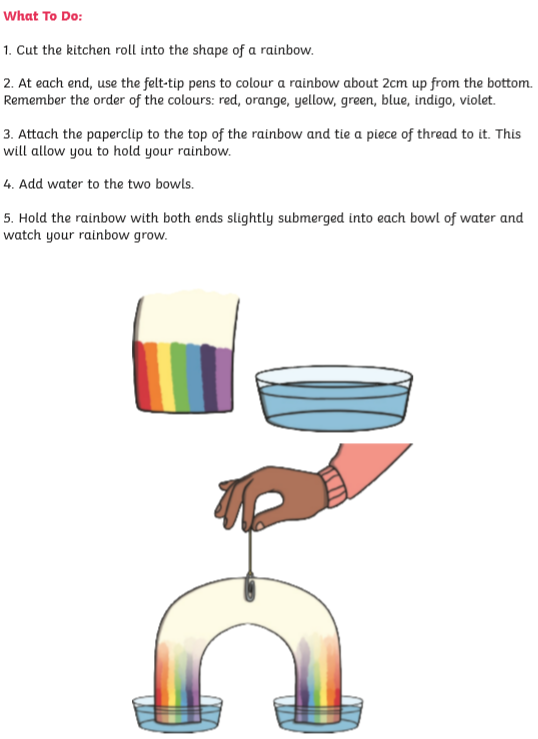 What To Do:
1. Cut the kitchen roll into the shape of a rainbow.
2. At each end, use the felt-tip pens to colour a rainbow about 2cm up from the bottom.
Remember the order of the colours: red, orange, yellow, green, blue, indigo, violet.
3. Attach the paperclip to the top of the rainbow and tie a piece of thread to it. This
will allow you to hold your rainbow.
4. Add water to the two bowls.
5. Hold the rainbow with both ends slightly submerged into each bowl of water and
watch your rainbow grow.